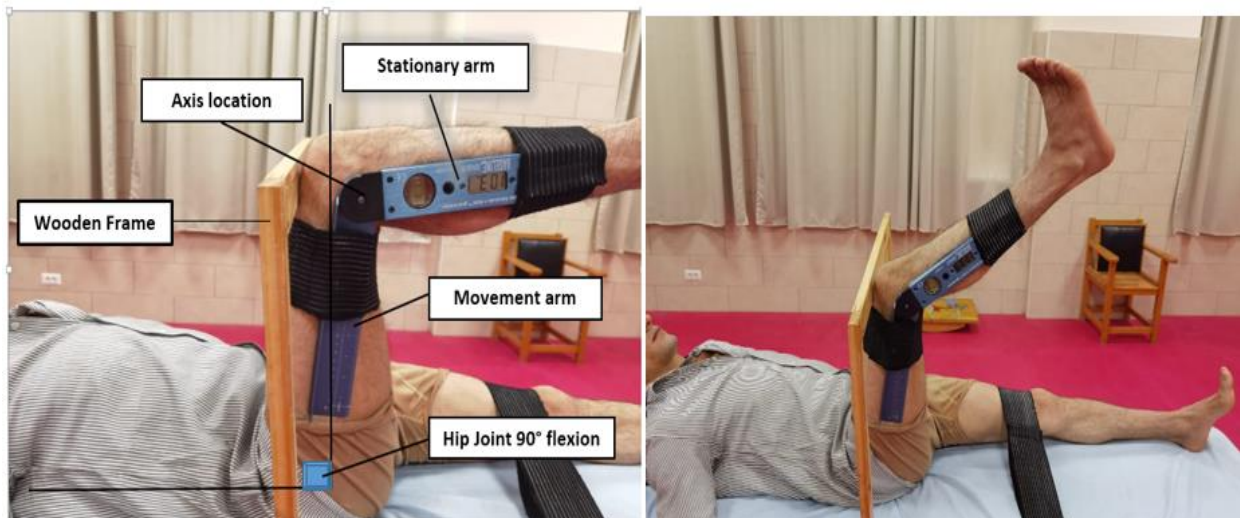 Stationary arm
Axis location
Wooden Frame
Movement arm
Hip Joint 90° flexion